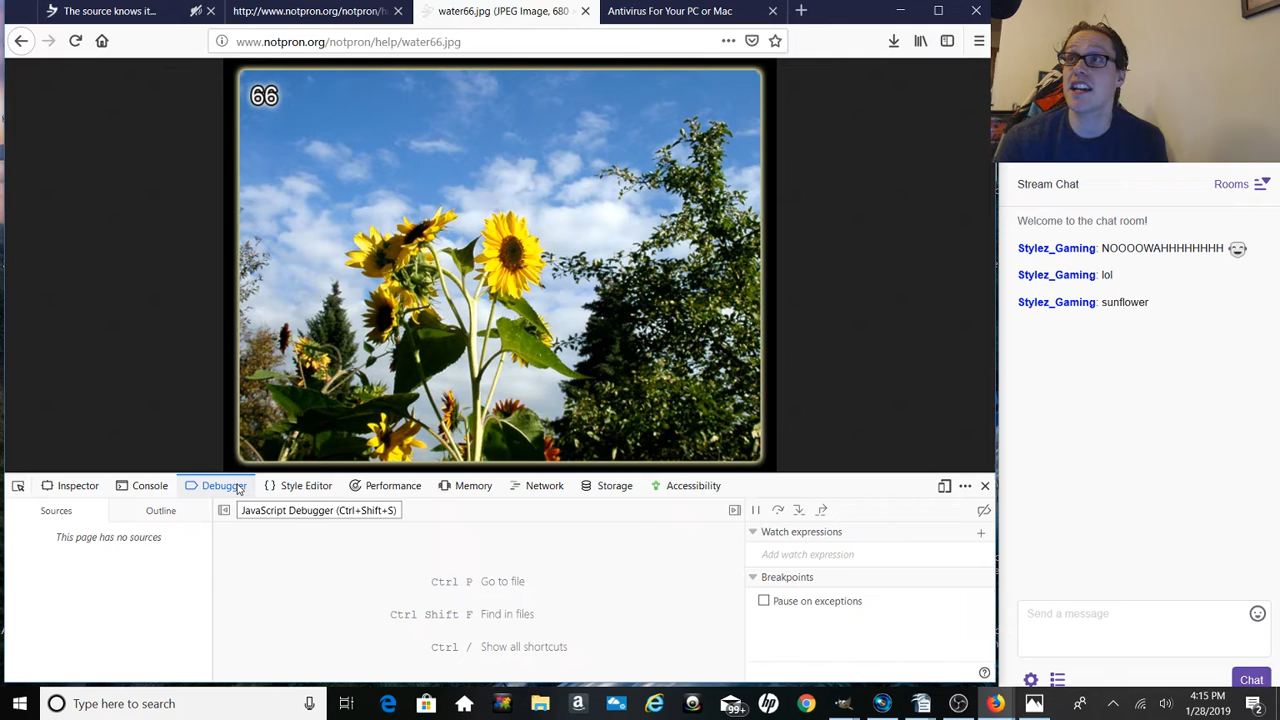 The source knows it...
http://www.notpron.org/notpron/h
water66.jpg (JPEG Image, 680
Antivirus For Your PC or Mac
www.notpron.org/notpron/help/water66.jpg
66
Stream Chat
Rooms
Welcome to the chat room!
Stylez_Gaming: NOOOOWAHHHHHHHH
Stylez_Gaming: lol
Stylez_Gaming: sunflower
Inspector
Console
Debugger
Style Editor
Performance
Memory
Network
Storage
Accessibility
Sources
Outline
JavaScript Debugger (Ctrl+Shift+S)
This page has no sources
Watch expressions
Add watch expression
Breakpoints
Pause on exceptions
Ctrl P Go to file
Ctrl Shift F Find in files
Ctrl / Show all shortcuts
Send a message
Chat
Type here to search
99+
4:15 PM
1/28/2019